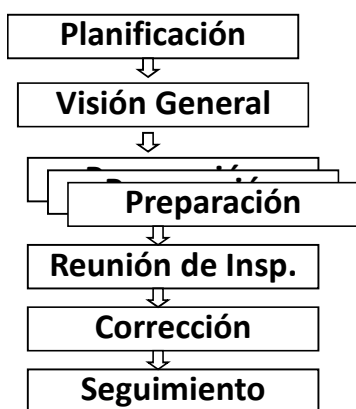 Planificación
Visión General
Preparación
Reunión de Insp.
Corrección
Seguimiento